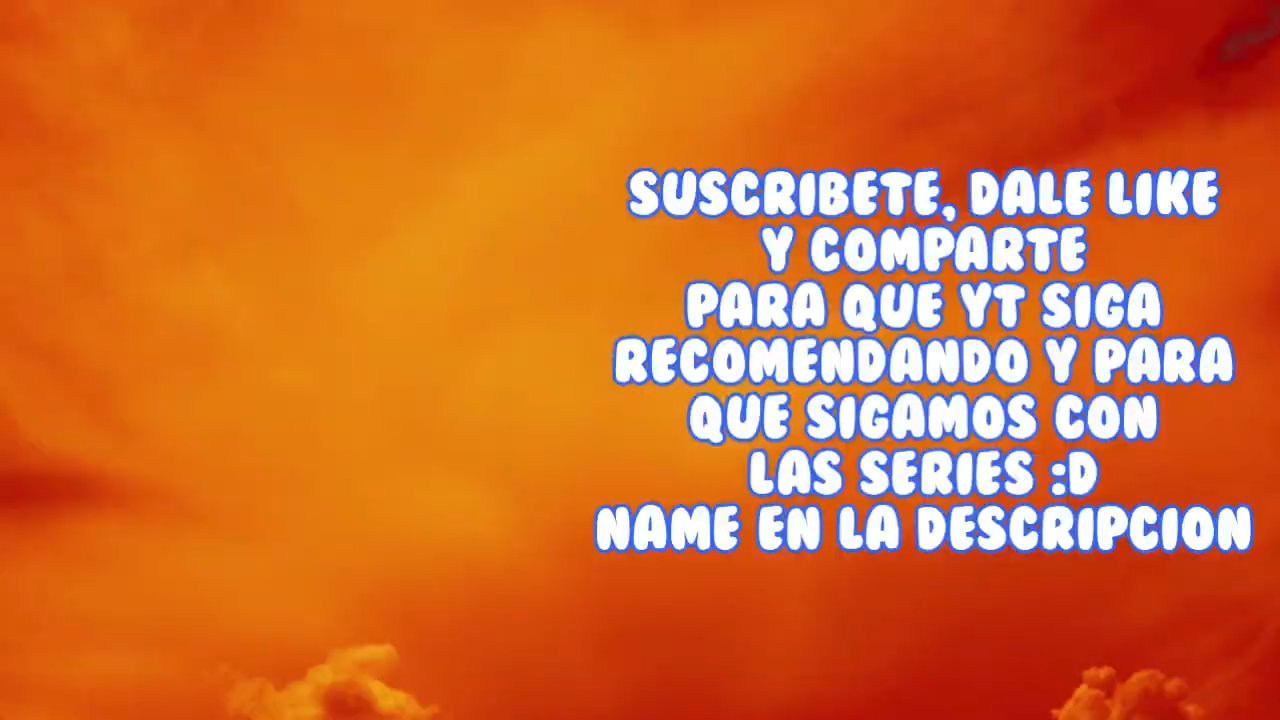 SUSCRIBETE, DALE LIKE
Y COMPARTE
PARA QUE YT SIGA
RECOMENDANDO Y PARA
QUE SIGAMOS CON
LAS SERIES :D
NAME EN LA DESCRIPCION